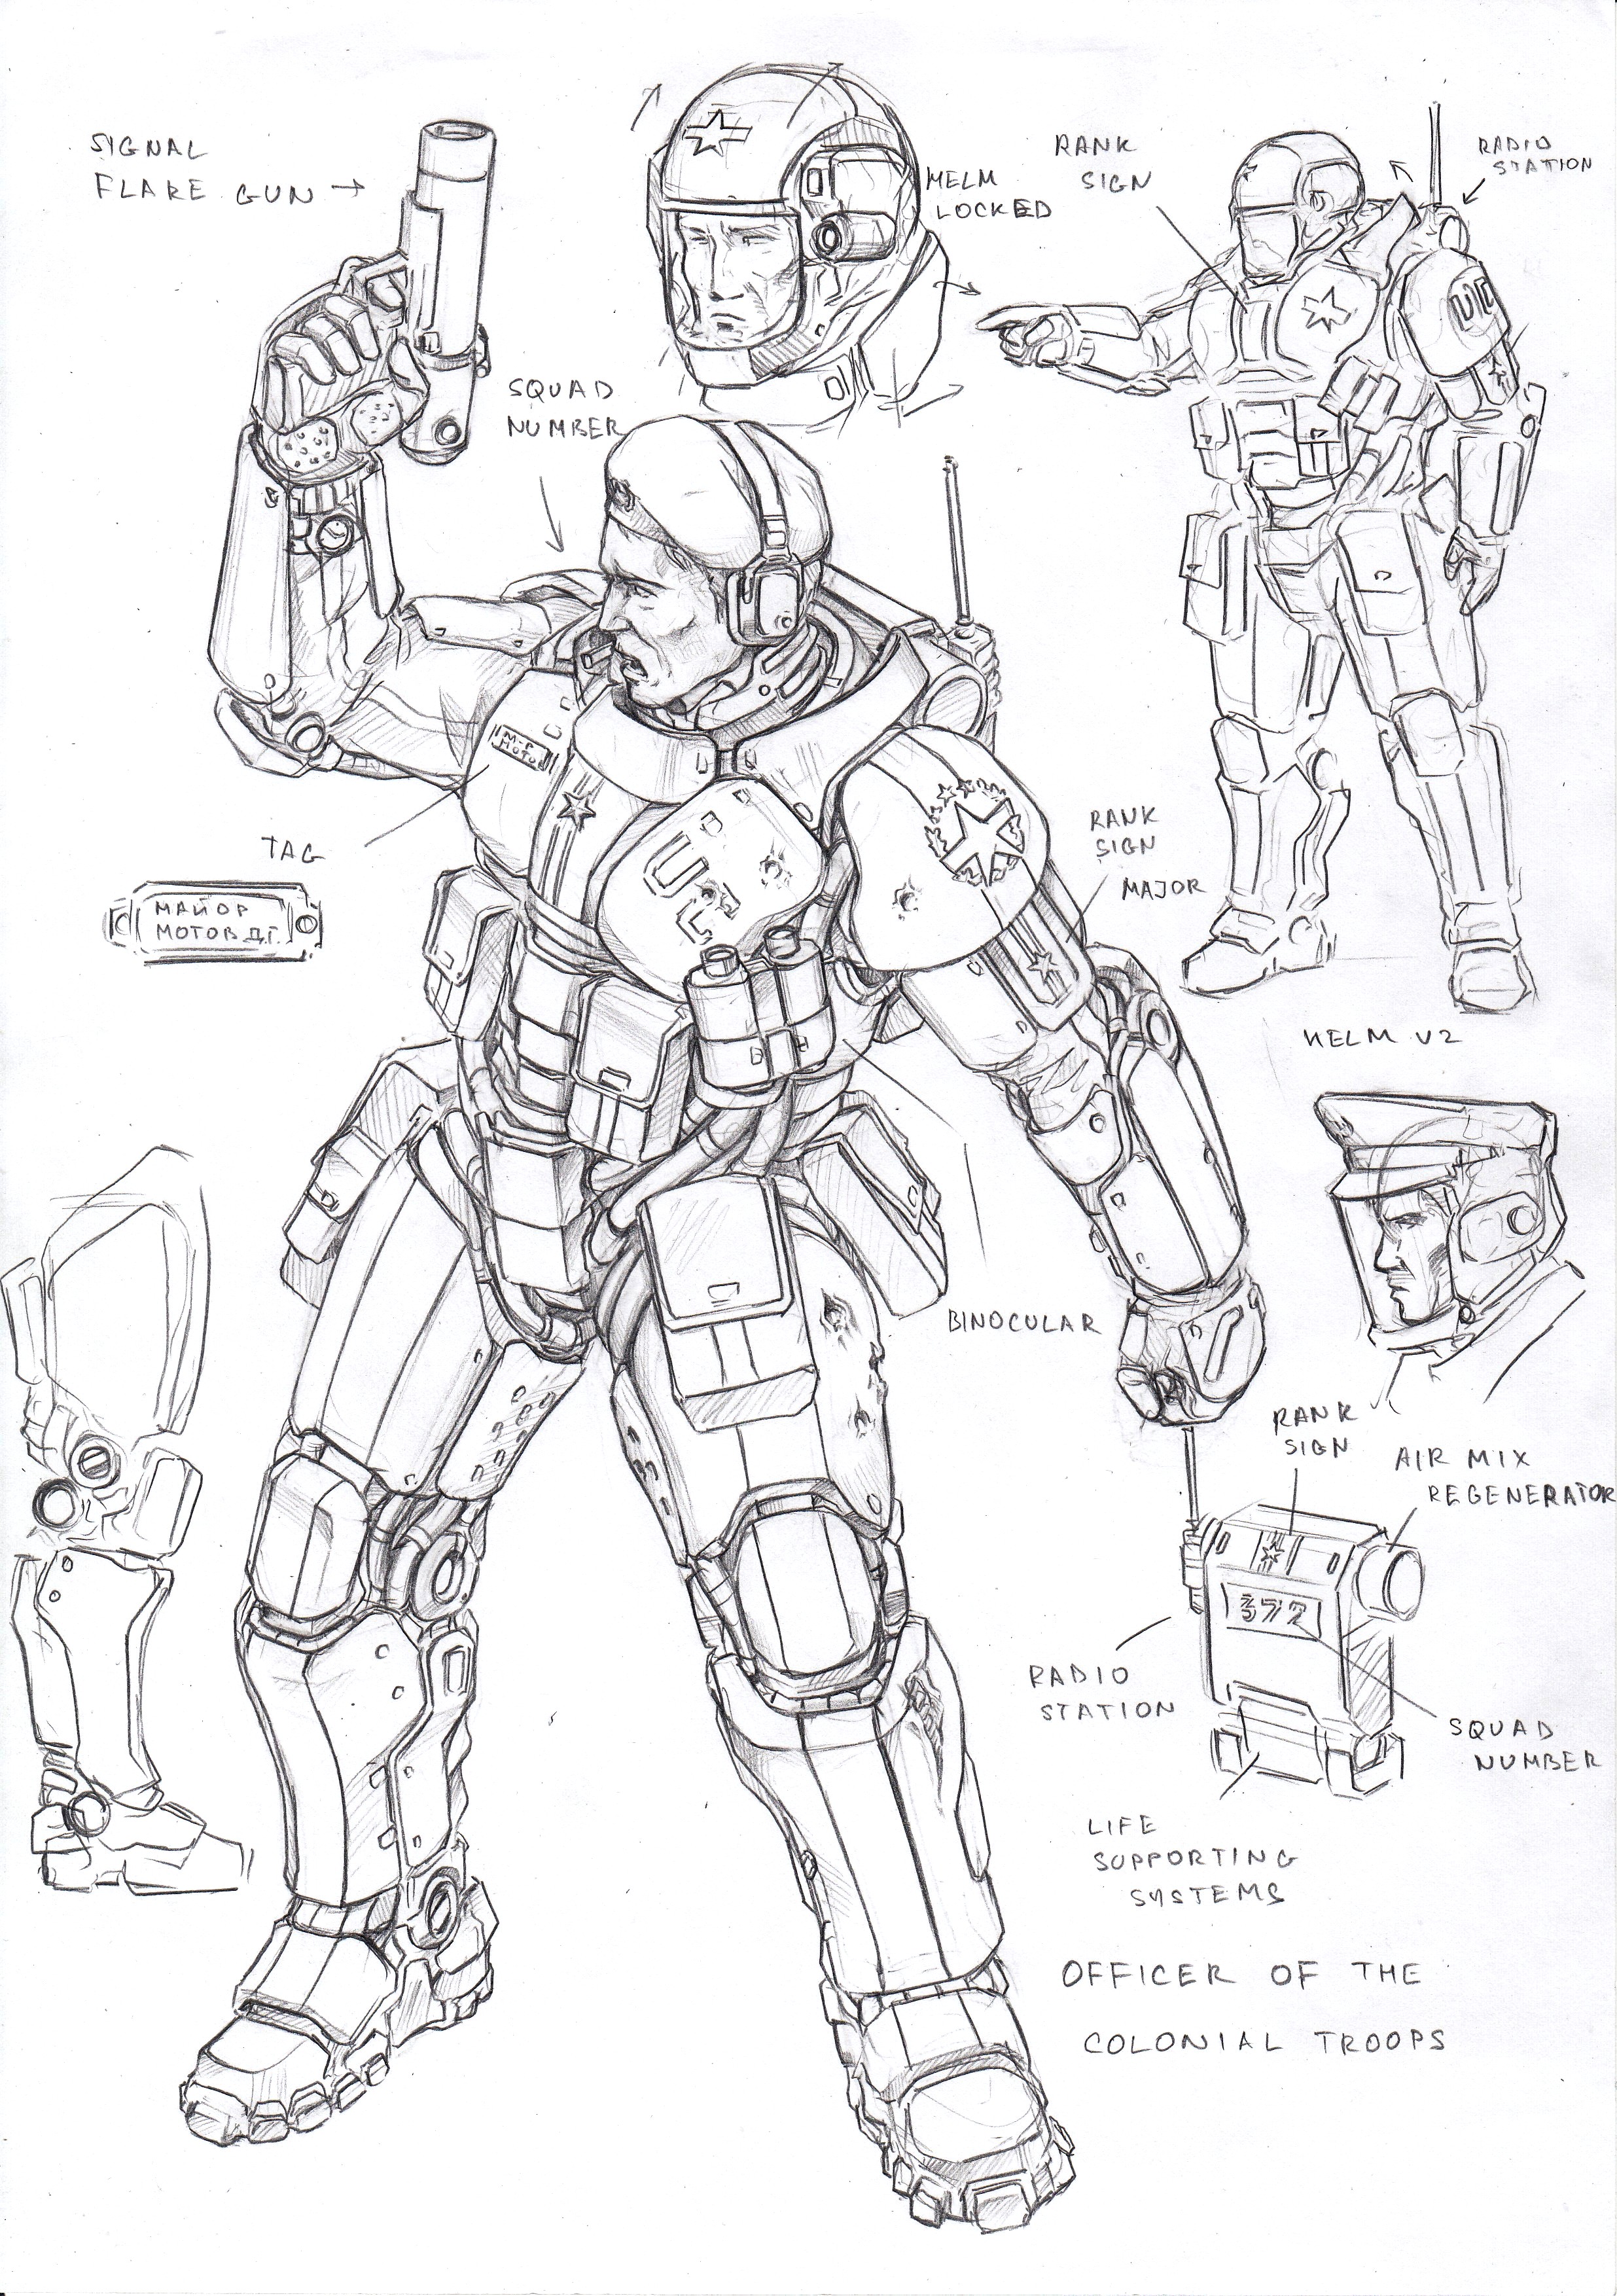 SIGNAL
FLARE GUN →
HELM
LOCKED
RANK
SIGN
RADIO
STATION
SQUAD
NUMBER
TAG
МАЙОР
МОТОВ Д.Г.
UC
RANK
SIGN
MAJOR
HELM V2
BINOCULAR
RANK
SIGN
AIR MIX
REGENERATOR
372
RADIO
STATION
SQUAD
NUMBER
LIFE
SUPPORTING
SYSTEMS
OFFICER OF THE
COLONIAL TROOPS